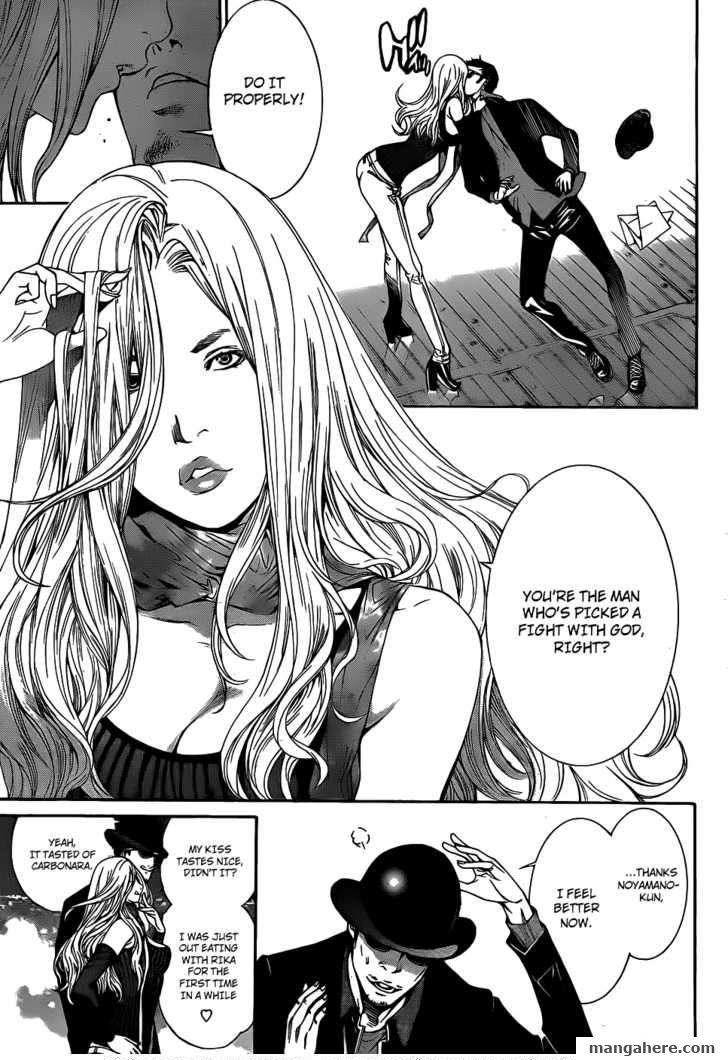 DO IT
PROPERLY!
YOU'RE THE MAN
WHO'S PICKED A
FIGHT WITH GOD,
RIGHT?
...THANKS
NOYAMANO-
KUN,
I FEEL
BETTER
NOW.
MY KISS
TASTES NICE,
DIDN'T IT?
I WAS JUST
OUT EATING
WITH RIKA
FOR THE
FIRST TIME
IN A WHILE
♡
YEAH,
IT TASTED OF
CARBONARA.
mangahere.com